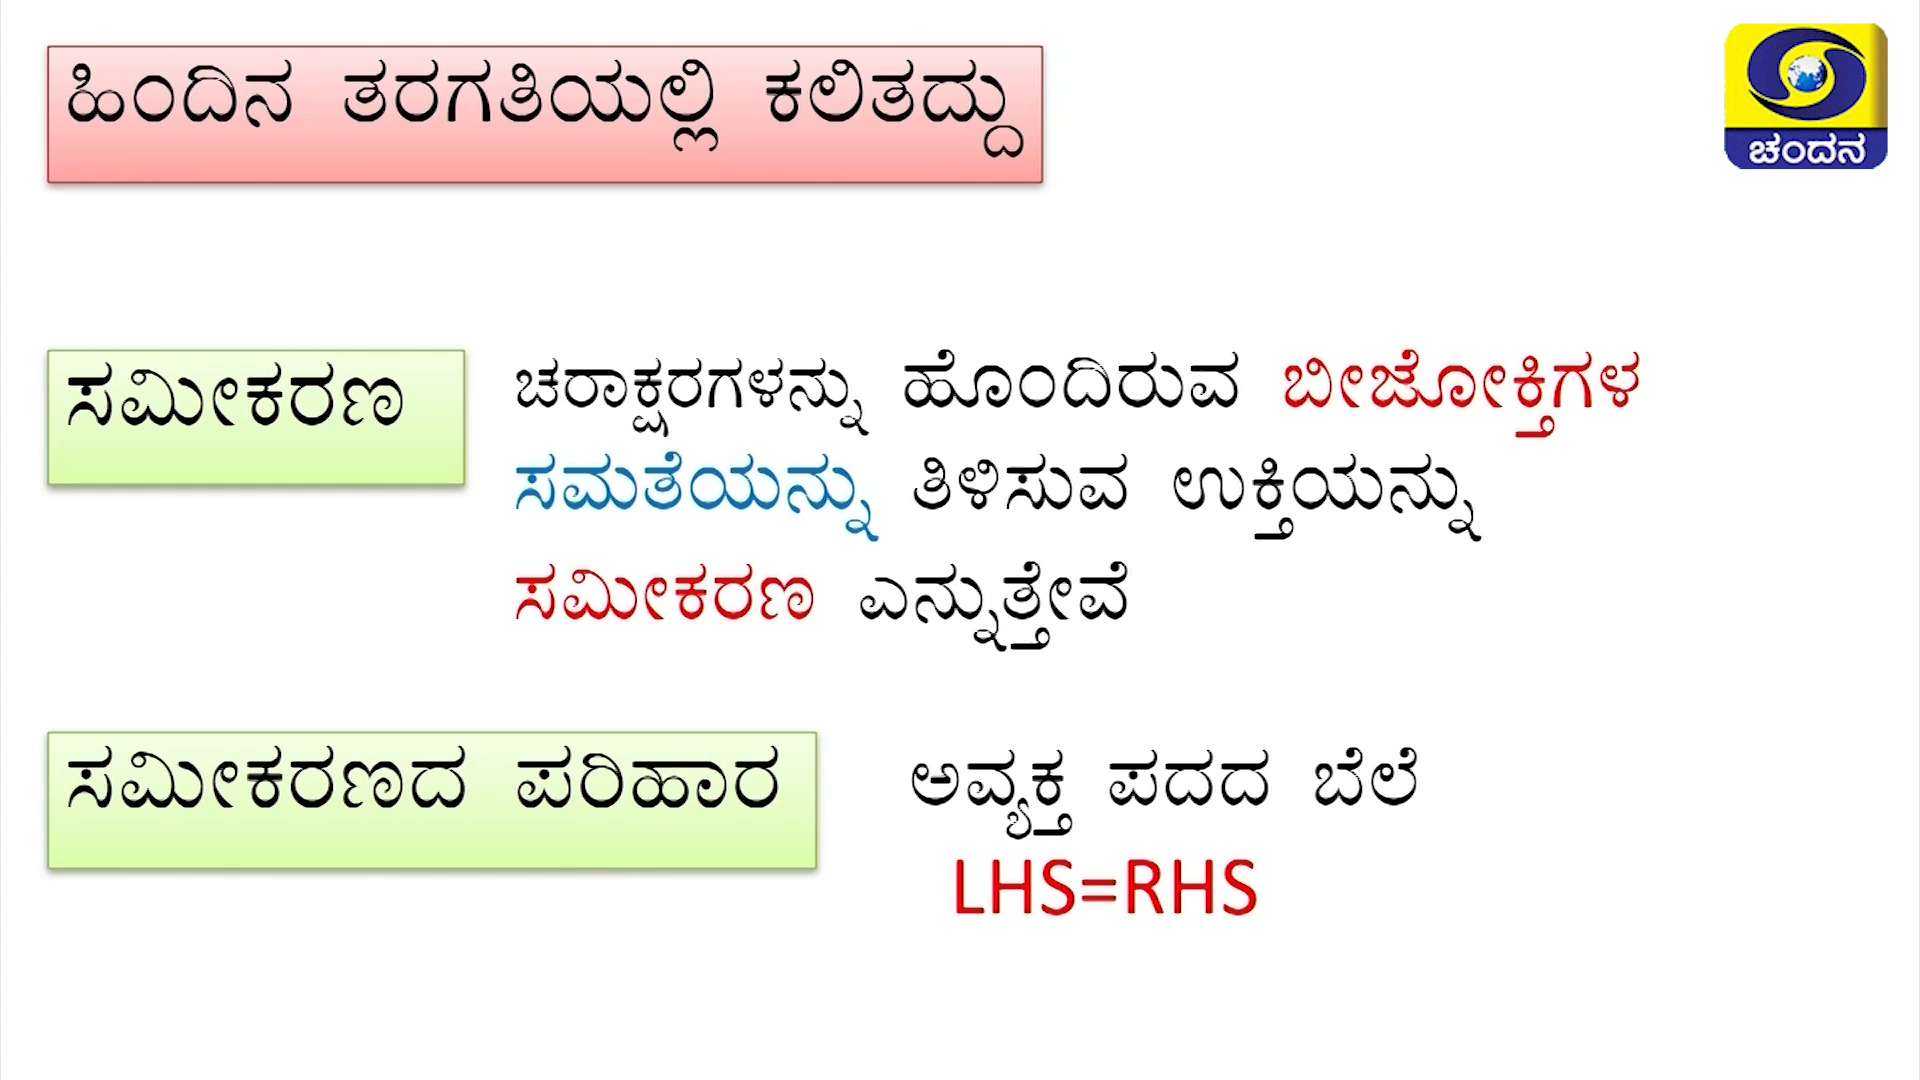 ಹಿಂದಿನ ತರಗತಿಯಲ್ಲಿ ಕಲಿತದ್ದು
ಚಂದನ
ಸಮೀಕರಣ
ಚರಾಕ್ಷರಗಳನ್ನು ಹೊಂದಿರುವ ಬೀಜೋಕ್ತಿಗಳ
ಸಮತೆಯನ್ನು ತಿಳಿಸುವ ಉಕ್ತಿಯನ್ನು
ಸಮೀಕರಣ ಎನ್ನುತ್ತೇವೆ
ಸಮೀಕರಣದ ಪರಿಹಾರ
ಅವ್ಯಕ್ತ ಪದದ ಬೆಲೆ
LHS=RHS